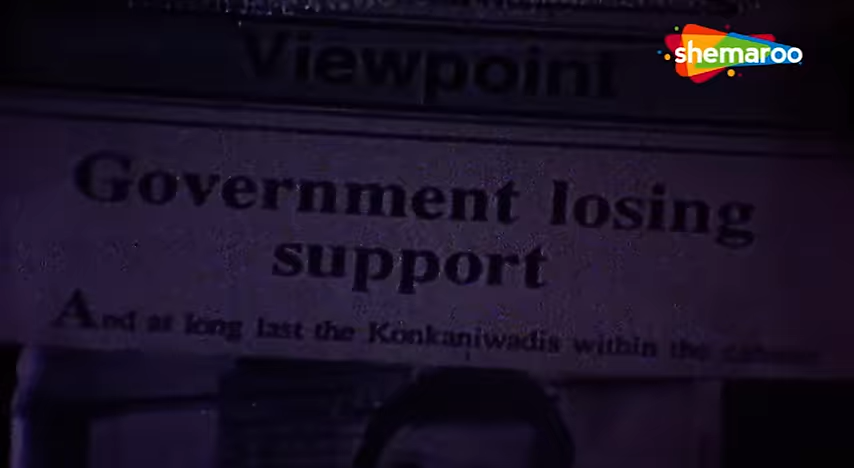 shemaroo
Viewpoint
Government losing
support
And at long last the Konkaniwadis within the